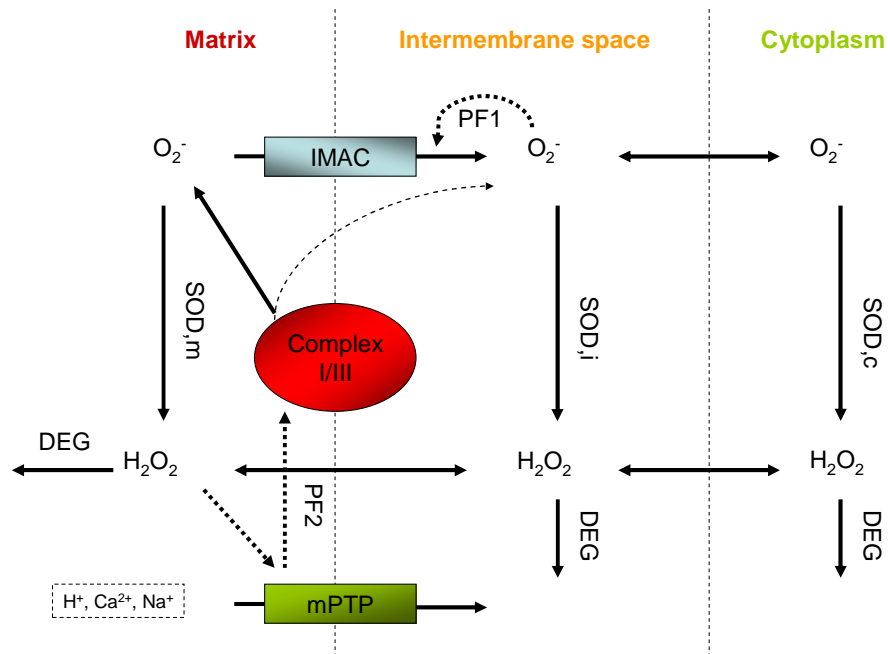 Matrix
Intermembrane space
Cytoplasm
PF1
O₂⁻
IMAC
O₂⁻
O₂⁻
SOD,m
Complex
I/III
SOD,i
SOD,c
DEG
H₂O₂
PF2
H₂O₂
H₂O₂
DEG
DEG
H⁺, Ca²⁺, Na⁺
mPTP